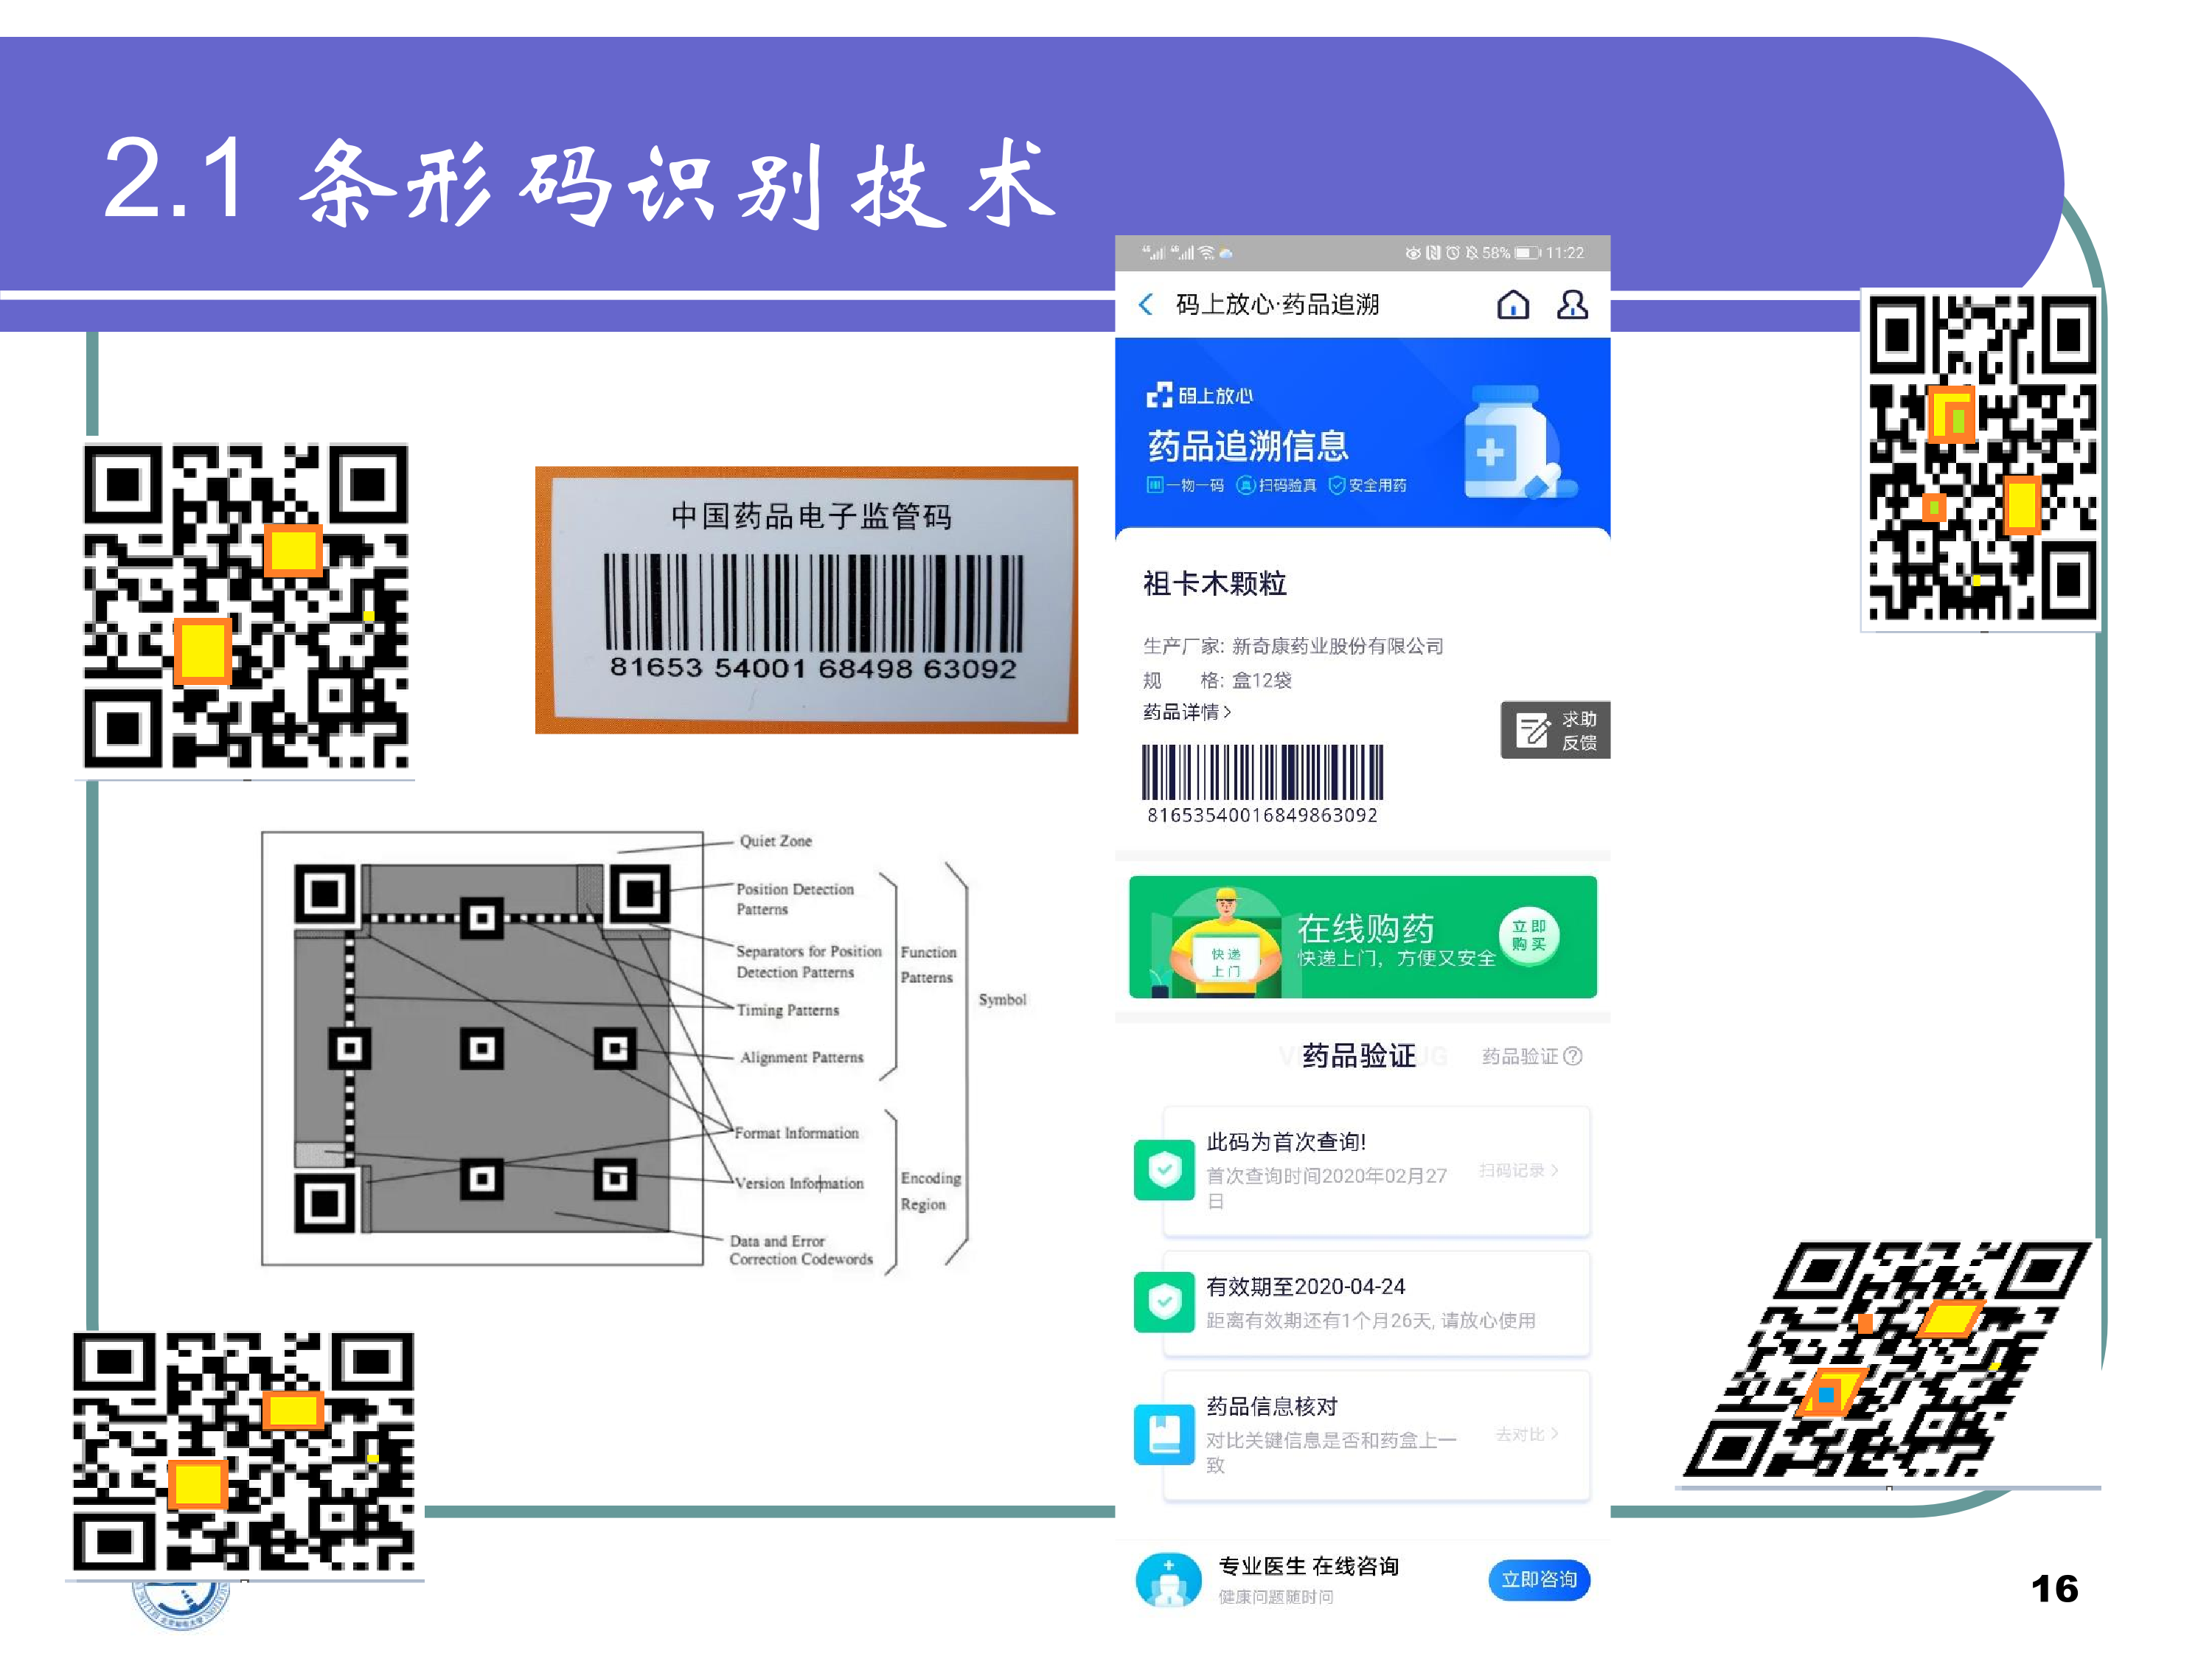 2.1 条形码识别技术
中国药品电子监管码
81653 54001 68498 63092
Quiet Zone
Position Detection
Patterns
Separators for Position
Detection Patterns
Timing Patterns
Alignment Patterns
Function
Patterns
Symbol
Format Information
Version Information
Encoding
Region
Data and Error
Correction Codewords
58% 11:22
码上放心·药品追溯
码上放心
药品追溯信息
一物一码 扫码验真 安全用药
祖卡木颗粒
生产厂家: 新奇康药业股份有限公司
规 格: 盒12袋
药品详情
求助
反馈
81653540016849863092
在线购药
快递上门，方便又安全
立即
购买
快递
上门
药品验证
药品验证
此码为首次查询!
首次查询时间2020年02月27
日
扫码记录
有效期至2020-04-24
距离有效期还有1个月26天, 请放心使用
药品信息核对
对比关键信息是否和药盒上一
致
去对比
专业医生 在线咨询
健康问题随时问
立即咨询
16